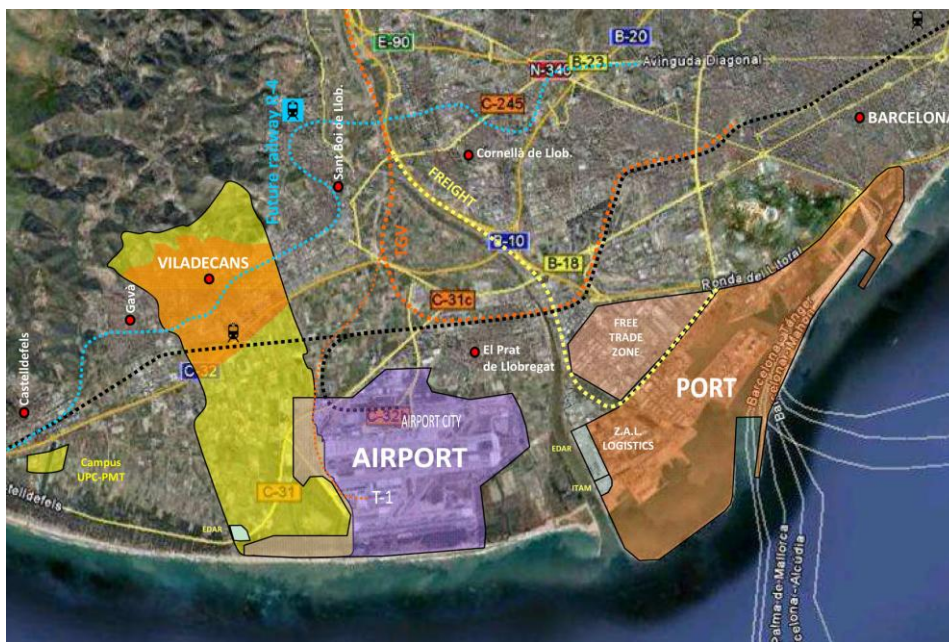 E-90
B-20
B-23
N-340
Avinguda Diagonal
C-245
BARCELONA
Future railway R-4
Sant Boi de Llob.
Cornellà de Llob.
FREIGHT
TGV
B-10
B-18
Ronda del Litoral
VILADECANS
Gavà
C-31c
FREE
TRADE
ZONE
Castelldefels
C-32
El Prat
de Llobregat
PORT
AIRPORT CITY
AIRPORT
Z.A.L.
LOGISTICS
EDAR
ITAM
Campus
UPC-PMT
C-31
T-1
EDAR
Palma de Mallorca